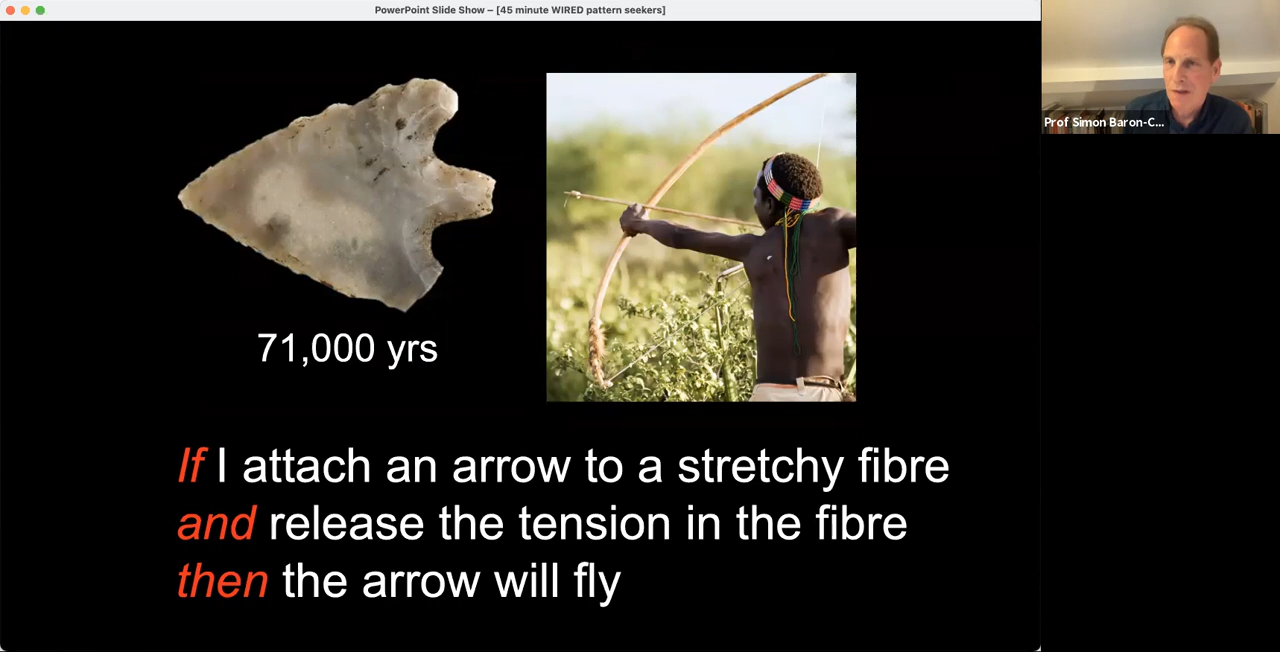 PowerPoint Slide Show – [45 minute WIRED pattern seekers]
Prof Simon Baron-C...
71,000 yrs
If I attach an arrow to a stretchy fibre
and release the tension in the fibre
then the arrow will fly